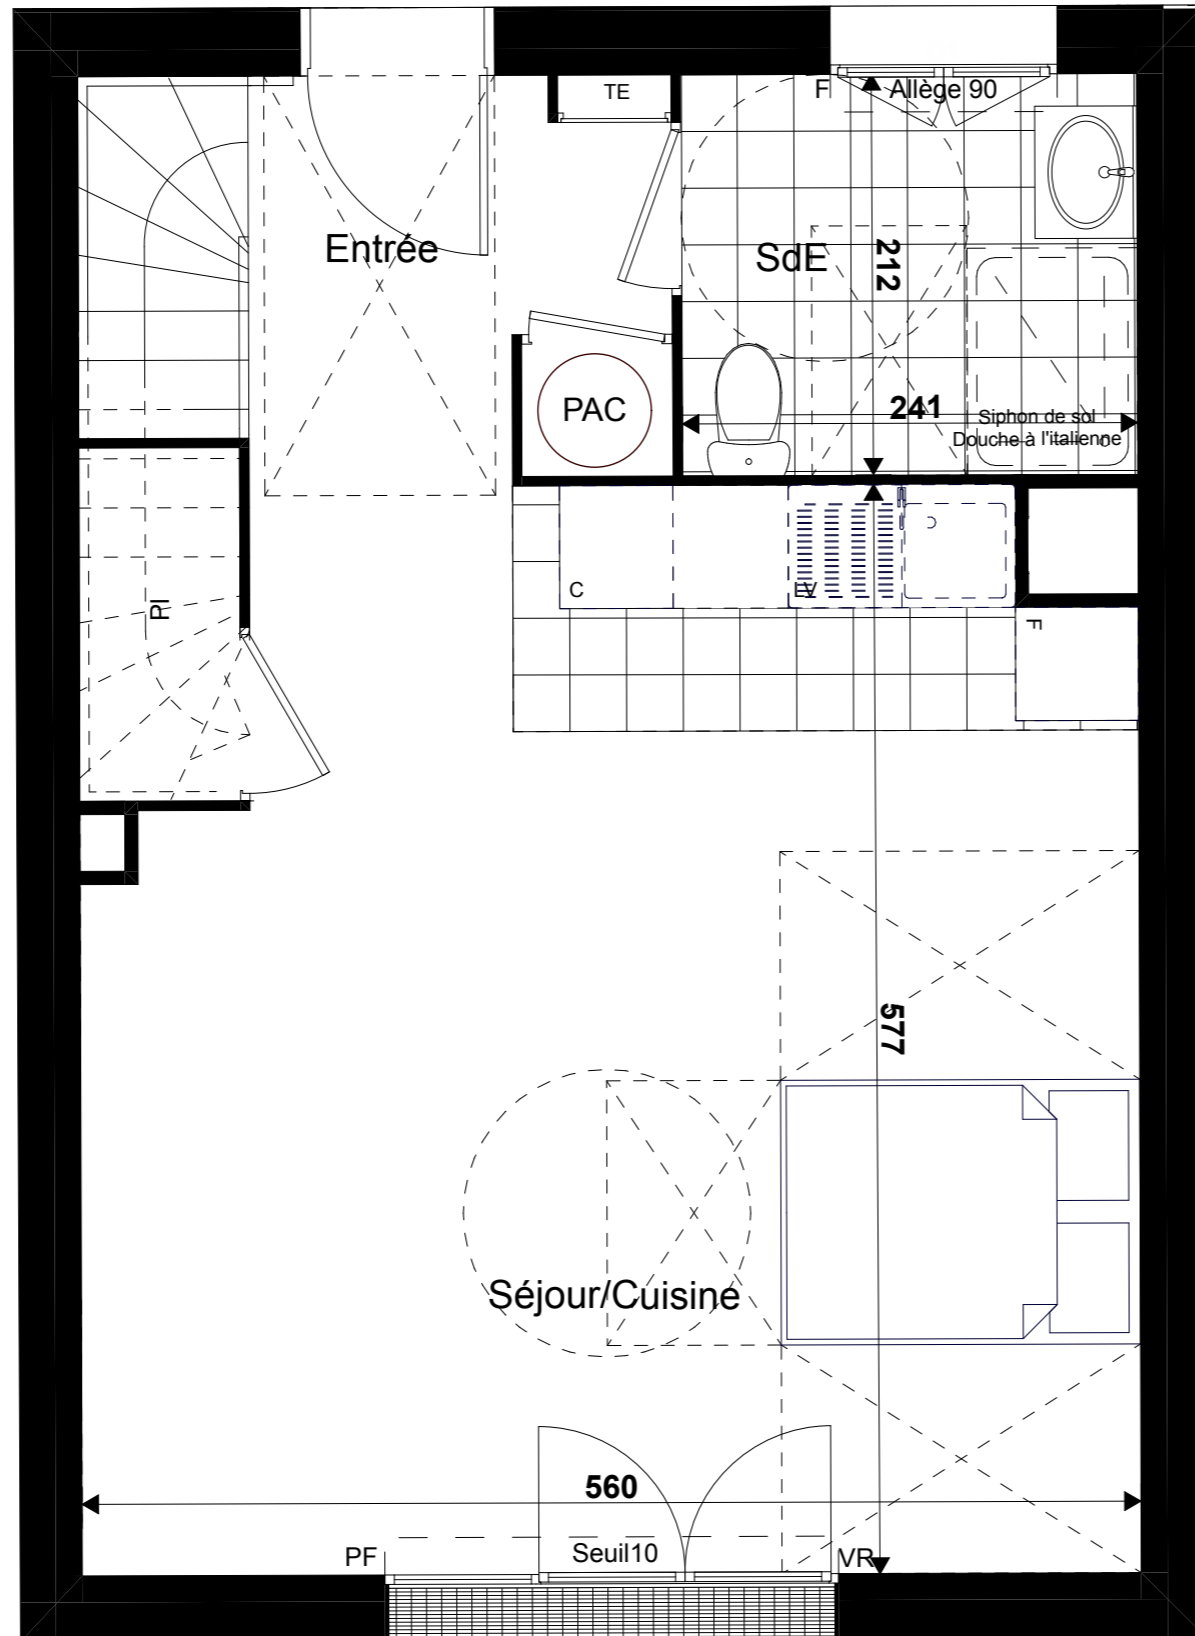 TE
F
Allège 90
Entrée
SdE
212
PAC
241
Siphon de sol
Douche à l'italienne
C
LV
F
Pl
577
Séjour/Cuisine
560
PF
Seuil10
VR